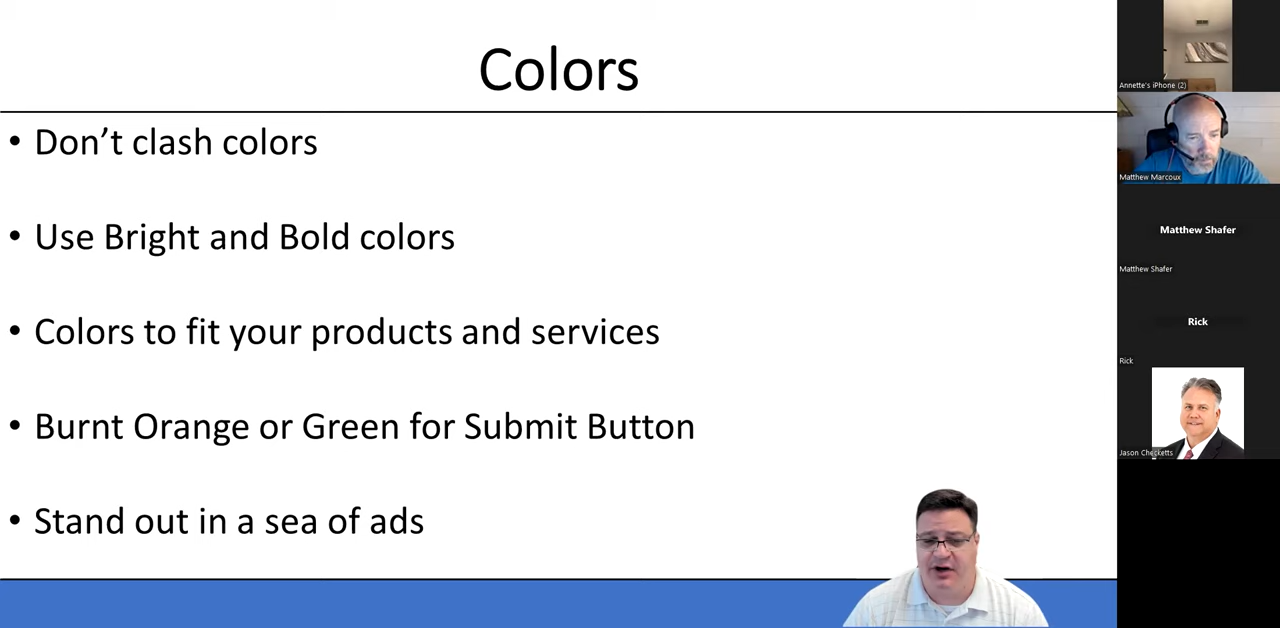 Colors
• Don’t clash colors
• Use Bright and Bold colors
• Colors to fit your products and services
• Burnt Orange or Green for Submit Button
• Stand out in a sea of ads
Annette's iPhone (2)
Matthew Marcoux
Matthew Shafer
Matthew Shafer
Rick
Rick
Jason Checketts